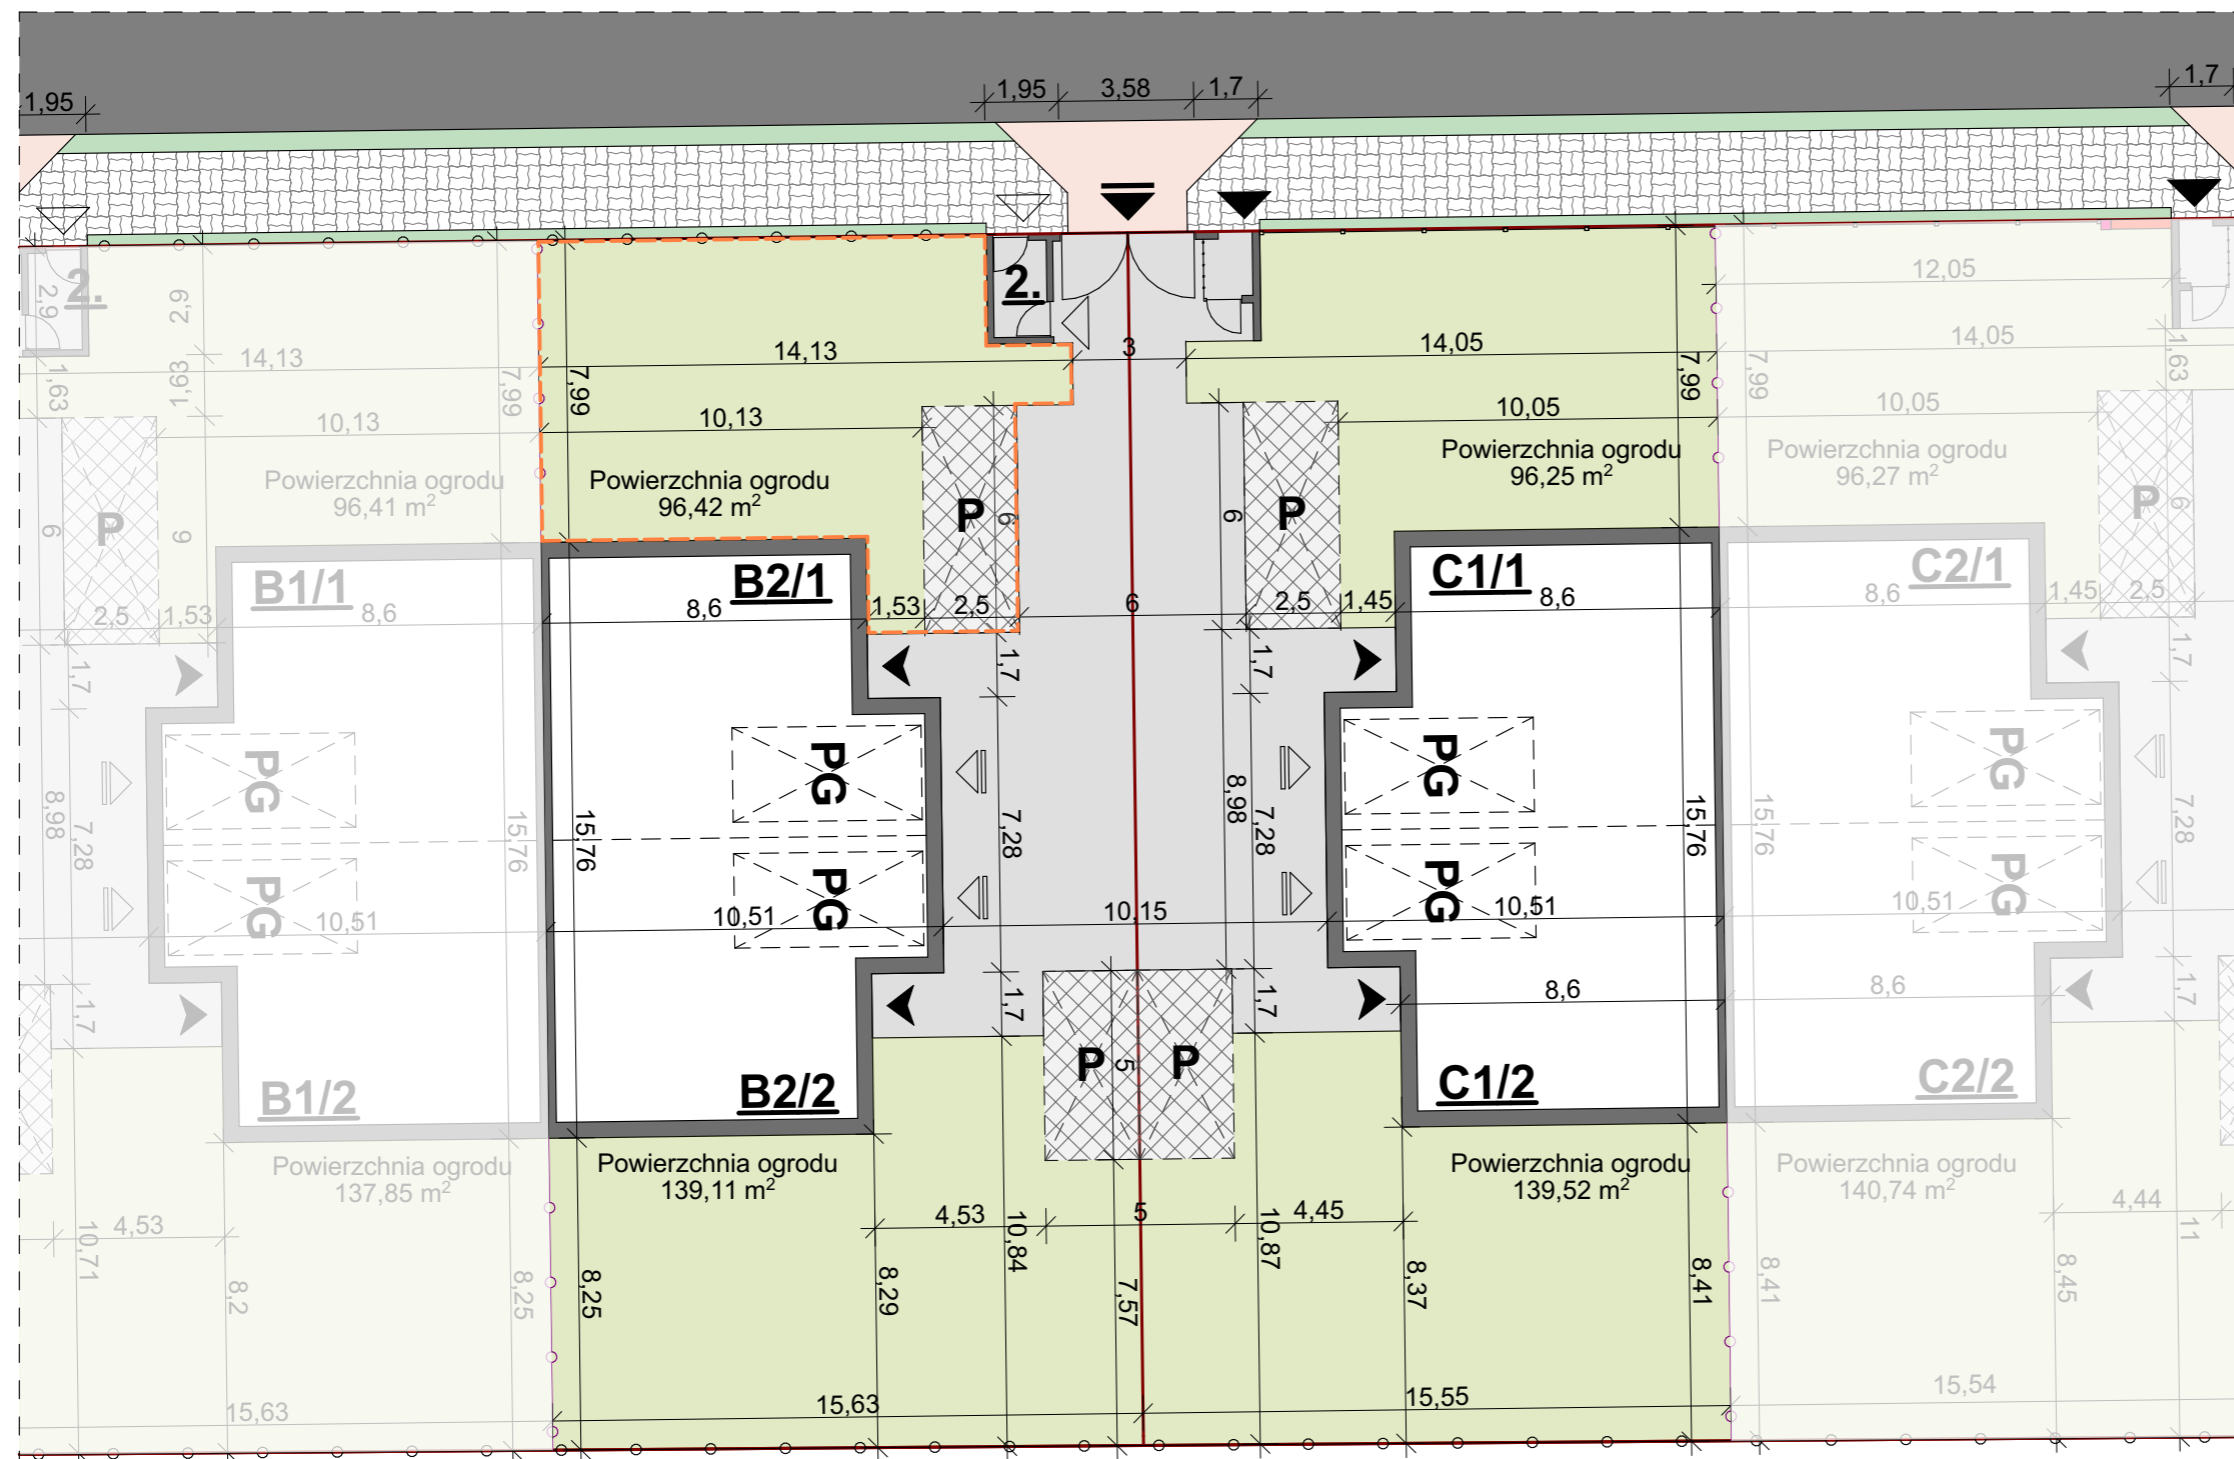 1,95
1,95
3,58
1,7
1,7
2.
2.
2,9
2,9
12,05
14,13
14,13
3
14,05
14,05
1,63
1,63
7,99
7,99
7,99
7,99
1,63
10,13
10,13
10,05
10,05
Powierzchnia ogrodu
96,41 m²
Powierzchnia ogrodu
96,42 m²
Powierzchnia ogrodu
96,25 m²
Powierzchnia ogrodu
96,27 m²
6
P
6
P
6
6
P
P
6
B1/1
B2/1
C1/1
C2/1
2,5
1,53
8,6
8,6
1,53
2,5
6
2,5
1,45
8,6
8,6
1,45
2,5
1,7
1,7
1,7
1,7
PG
PG
PG
PG
8,98
7,28
15,76
15,76
7,28
8,98
7,28
15,76
15,76
7,28
PG
PG
PG
PG
10,51
10,51
10,15
10,51
10,51
1,7
1,7
1,7
8,6
8,6
1,7
P
5
P
B1/2
B2/2
C1/2
C2/2
Powierzchnia ogrodu
137,85 m²
Powierzchnia ogrodu
139,11 m²
Powierzchnia ogrodu
139,52 m²
Powierzchnia ogrodu
140,74 m²
4,53
4,53
5
4,45
4,44
10,71
8,2
8,25
8,25
8,29
10,84
7,57
10,87
8,37
8,41
8,41
8,45
11
15,63
15,63
15,55
15,54